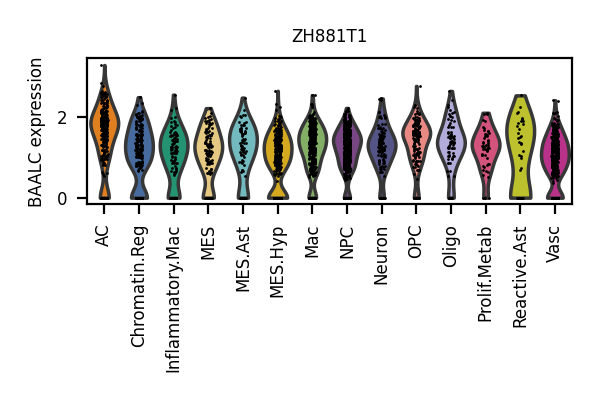 ZH881T1
BAALC expression
2
0
AC
Chromatin.Reg
Inflammatory.Mac
MES
MES.Ast
MES.Hyp
Mac
NPC
Neuron
OPC
Oligo
Prolif.Metab
Reactive.Ast
Vasc